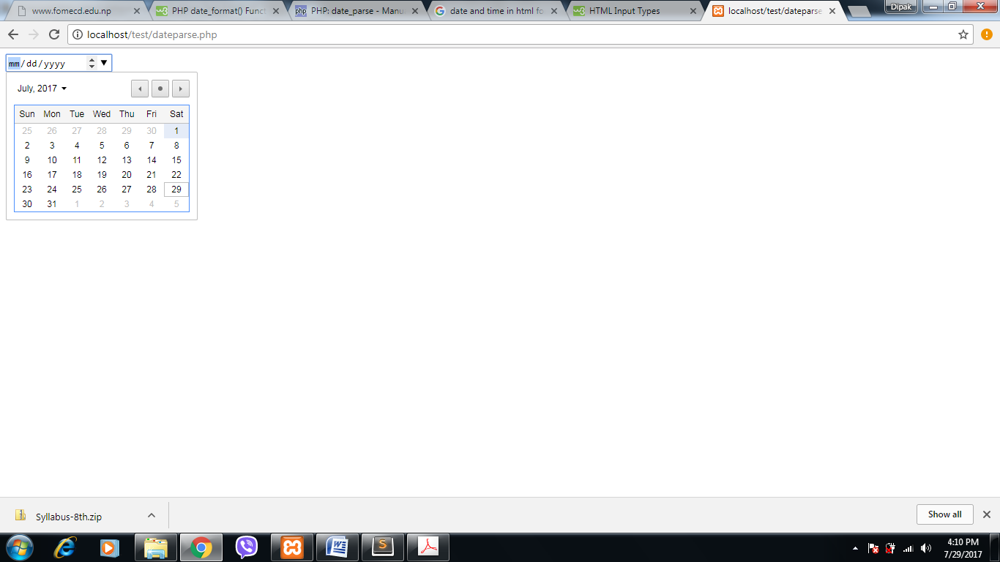 www.fomecd.edu.np
PHP date_format() Funct
PHP: date_parse - Manu
date and time in html fo
HTML Input Types
localhost/test/dateparse
Dipak
localhost/test/dateparse.php
mm/dd/yyyy
July, 2017
Sun Mon Tue Wed Thu Fri Sat
25 26 27 28 29 30 1
2 3 4 5 6 7 8
9 10 11 12 13 14 15
16 17 18 19 20 21 22
23 24 25 26 27 28 29
30 31 1 2 3 4 5
Syllabus-8th.zip
Show all
4:10 PM
7/29/2017